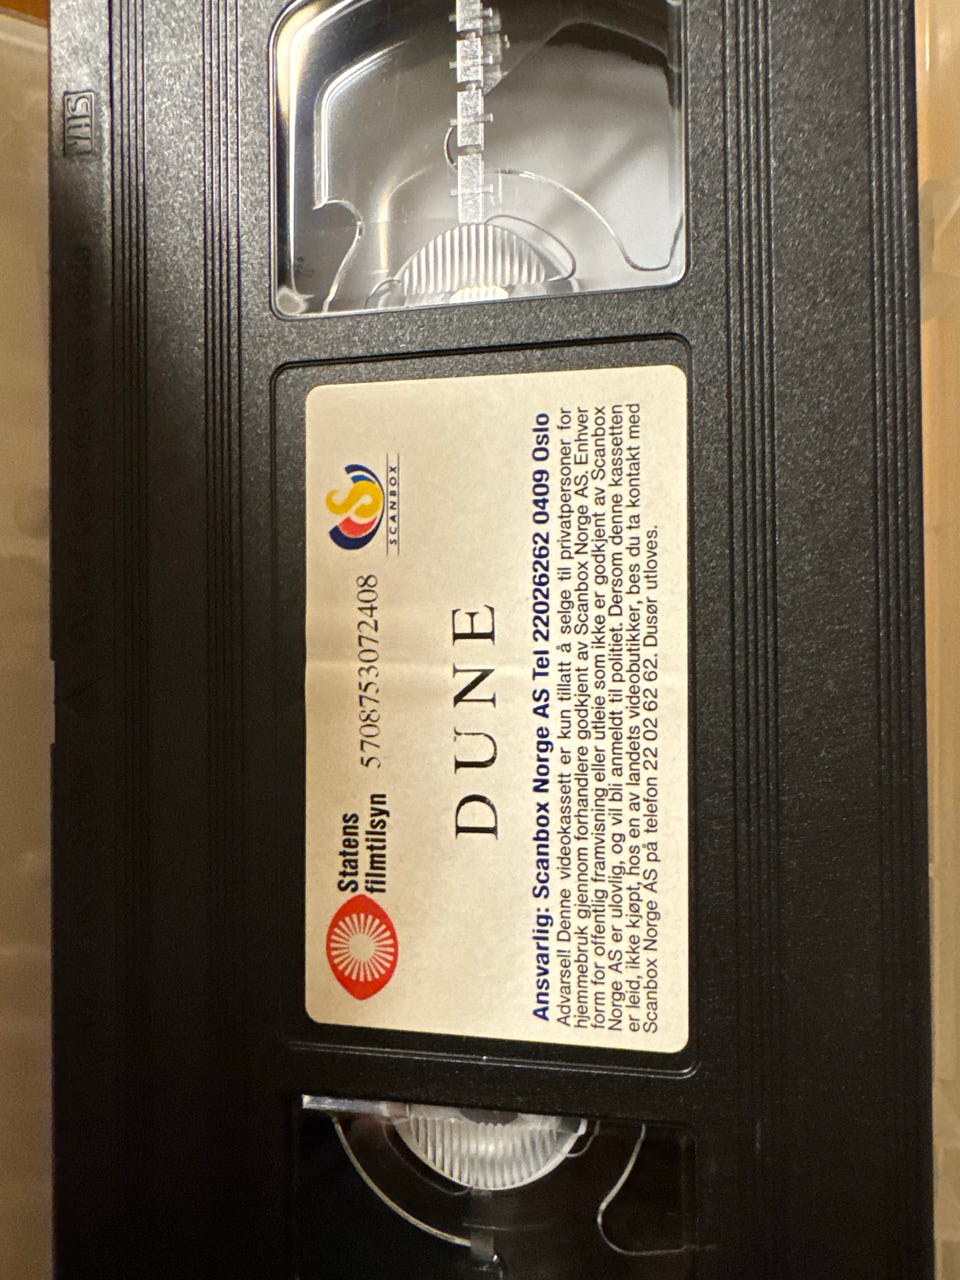 VHS
Statens
filmtilsyn
5708753072408
SCANBOX
DUNE
Ansvarlig: Scanbox Norge AS Tel 22026262 0409 Oslo
Advarsel! Denne videokassett er kun tillatt å selge til privatpersoner for
hjemmebruk gjennom forhandlere godkjent av Scanbox Norge AS. Enhver
form for offentlig framvisning eller utleie som ikke er godkjent av Scanbox
Norge AS er ulovlig, og vil bli anmeldt til politiet. Dersom denne kassetten
er leid, ikke kjøpt, hos en av landets videobutikker, bes du ta kontakt med
Scanbox Norge AS på telefon 22 02 62 62. Dusør utloves.